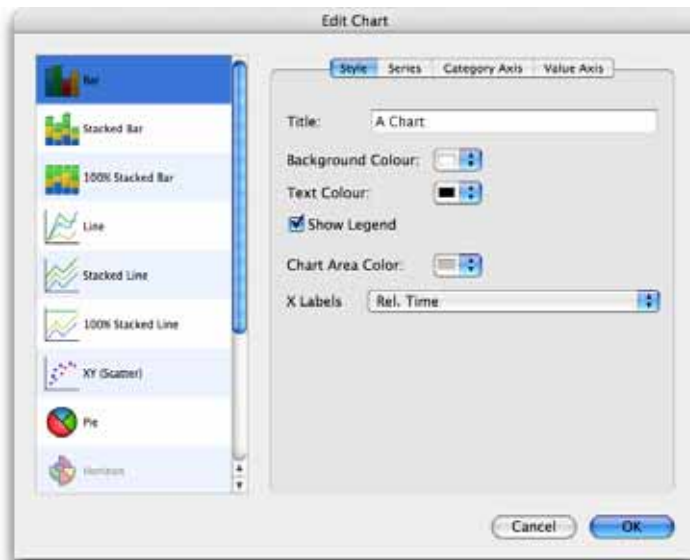 Edit Chart
Bar
Stacked Bar
100% Stacked Bar
Line
Stacked Line
100% Stacked Line
XY (Scatter)
Pie
Style Series Category Axis Value Axis
Title: A Chart
Background Colour:
Text Colour:
Show Legend
Chart Area Color:
X Labels Rel. Time
Cancel OK